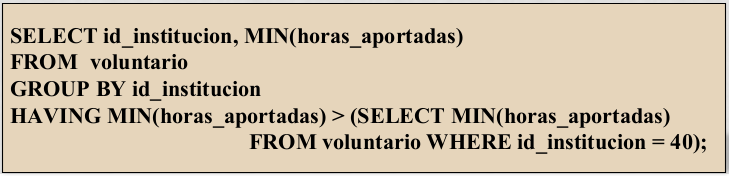 SELECT id_institucion, MIN(horas_aportadas)
FROM voluntario
GROUP BY id_institucion
HAVING MIN(horas_aportadas) > (SELECT MIN(horas_aportadas)
FROM voluntario WHERE id_institucion = 40);